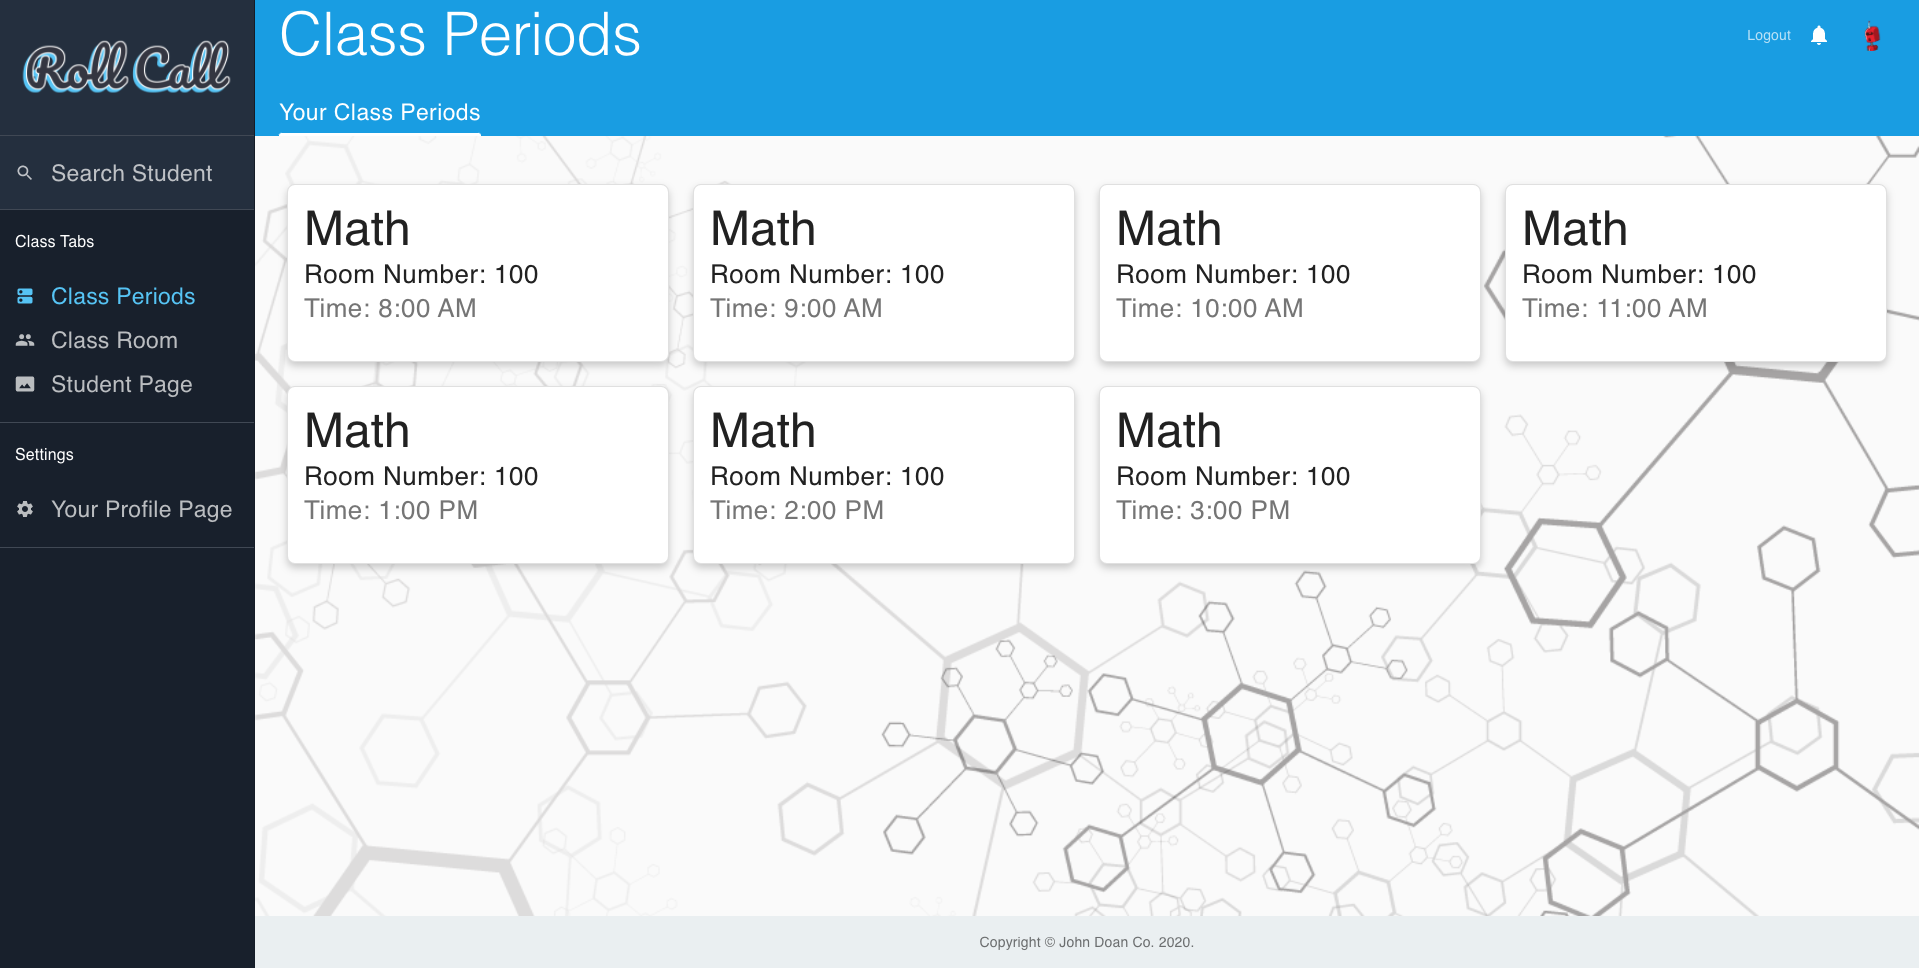 Roll Call
Search Student
Class Tabs
Class Periods
Class Room
Student Page
Settings
Your Profile Page
Class Periods
Logout
Your Class Periods
Math
Room Number: 100
Time: 8:00 AM
Math
Room Number: 100
Time: 9:00 AM
Math
Room Number: 100
Time: 10:00 AM
Math
Room Number: 100
Time: 11:00 AM
Math
Room Number: 100
Time: 1:00 PM
Math
Room Number: 100
Time: 2:00 PM
Math
Room Number: 100
Time: 3:00 PM
Copyright © John Doan Co. 2020.